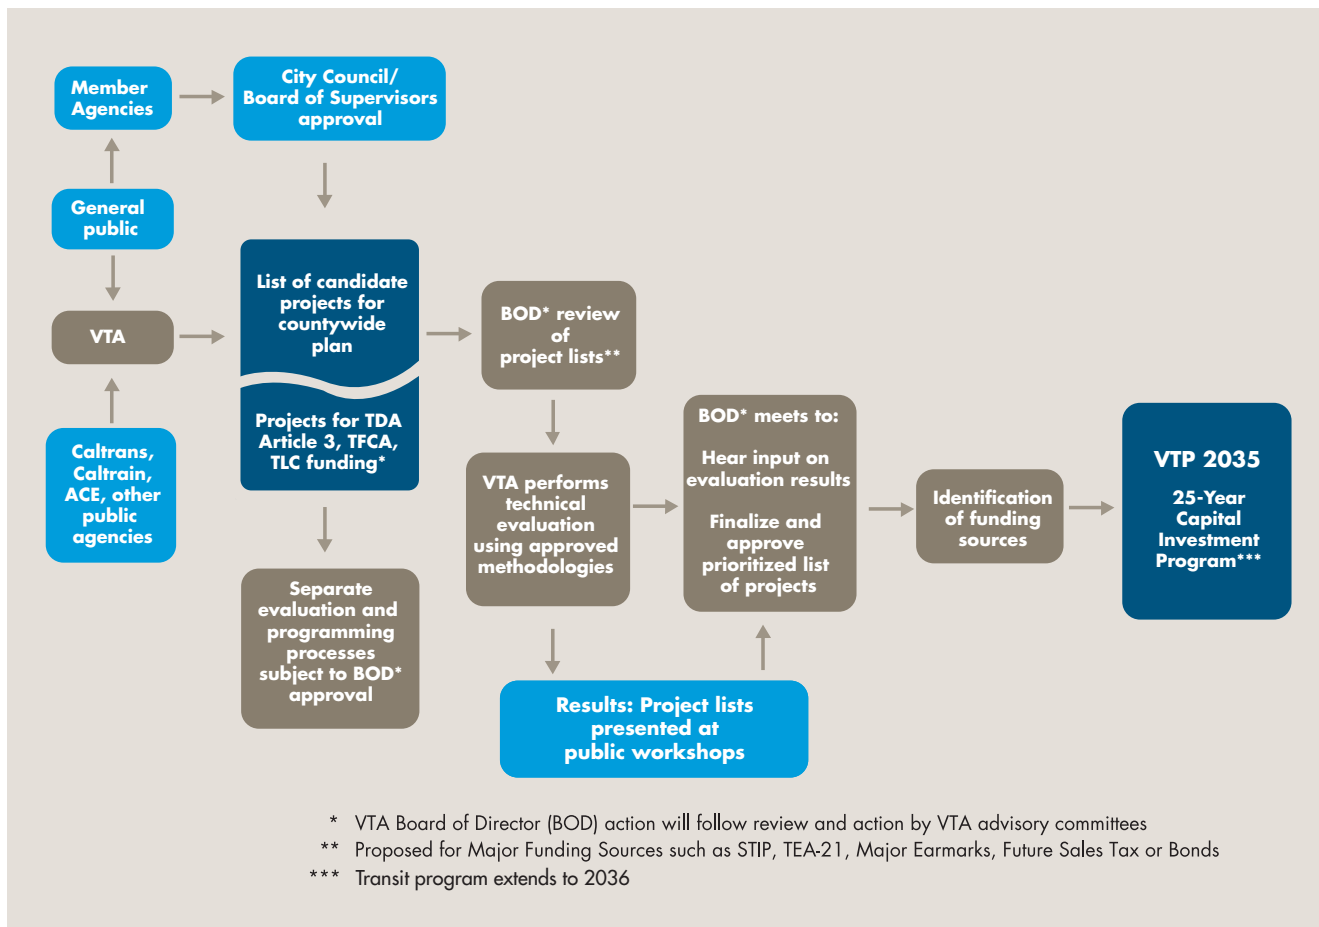 Member
Agencies
City Council/
Board of Supervisors
approval
General
public
VTA
Caltrans,
Caltrain,
ACE, other
public
agencies
List of candidate
projects for
countywide
plan
Projects for TDA
Article 3, TFCA,
TLC funding*
Separate
evaluation and
programming
processes
subject to BOD*
approval
BOD* review
of
project lists**
VTA performs
technical
evaluation
using approved
methodologies
Results: Project lists
presented at
public workshops
BOD* meets to:
Hear input on
evaluation results
Finalize and
approve
prioritized list
of projects
Identification
of funding
sources
VTP 2035
25-Year
Capital
Investment
Program***
* VTA Board of Director (BOD) action will follow review and action by VTA advisory committees
** Proposed for Major Funding Sources such as STIP, TEA-21, Major Earmarks, Future Sales Tax or Bonds
*** Transit program extends to 2036